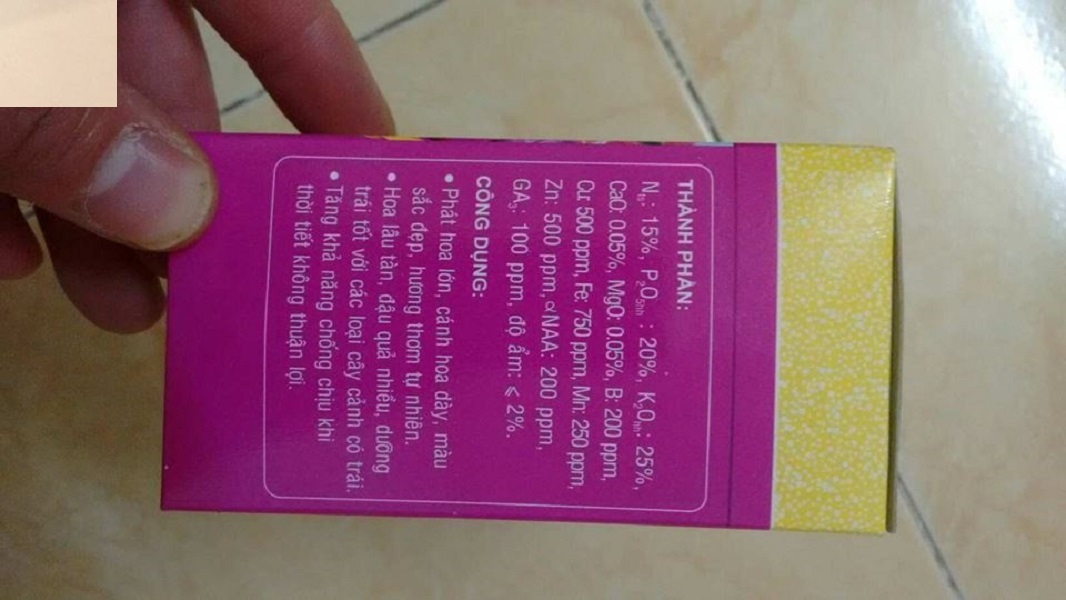 THÀNH PHẦN:
Nts: 15%, P2O5hh : 20%, K2Ohh: 25%,
CaO: 0.05%, MgO: 0.05%, B: 200 ppm,
Cu: 500 ppm, Fe: 750 ppm, Mn: 250 ppm,
Zn: 500 ppm, αNAA: 200 ppm,
GA3: 100 ppm, độ ẩm: ⩽ 2%.
CÔNG DỤNG:
• Phát hoa lớn, cánh hoa dày, màu
sắc đẹp, hương thơm tự nhiên.
• Hoa lâu tàn, đậu quả nhiều, dưỡng
trái tốt với các loại cây cảnh có trái.
• Tăng khả năng chống chịu khi
thời tiết không thuận lợi.